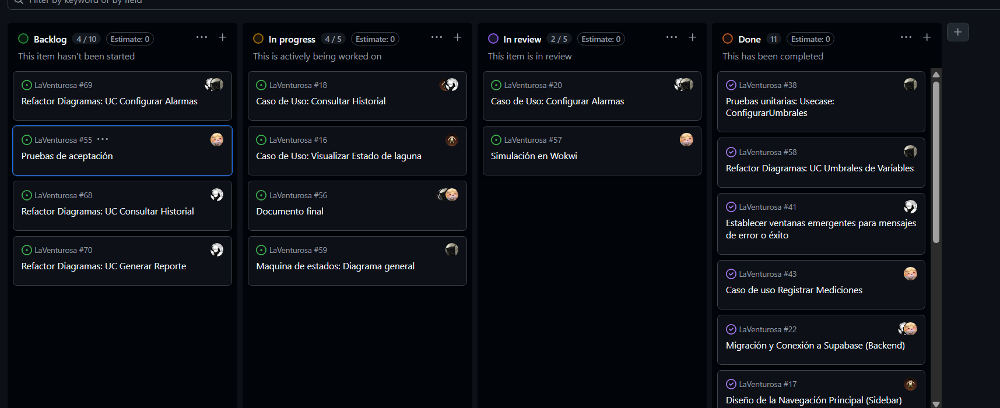 Filter by keyword or by field
Backlog 4 / 10 Estimate: 0
This item hasn't been started
LaVenturosa #69
Refactor Diagramas: UC Configurar Alarmas
LaVenturosa #55
Pruebas de aceptación
LaVenturosa #68
Refactor Diagramas: UC Consultar Historial
LaVenturosa #70
Refactor Diagramas: UC Generar Reporte
In progress 4 / 5 Estimate: 0
This is actively being worked on
LaVenturosa #18
Caso de Uso: Consultar Historial
LaVenturosa #16
Caso de Uso: Visualizar Estado de laguna
LaVenturosa #56
Documento final
LaVenturosa #59
Maquina de estados: Diagrama general
In review 2 / 5 Estimate: 0
This item is in review
LaVenturosa #20
Caso de Uso: Configurar Alarmas
LaVenturosa #57
Simulación en Wokwi
Done 11 Estimate: 0
This has been completed
LaVenturosa #38
Pruebas unitarias: Usecase:
ConfigurarUmbrales
LaVenturosa #58
Refactor Diagramas: UC Umbrales de Variables
LaVenturosa #41
Establecer ventanas emergentes para mensajes
de error o éxito
LaVenturosa #43
Caso de uso Registrar Mediciones
LaVenturosa #22
Migración y Conexión a Supabase (Backend)
LaVenturosa #17
Diseño de la Navegación Principal (Sidebar)